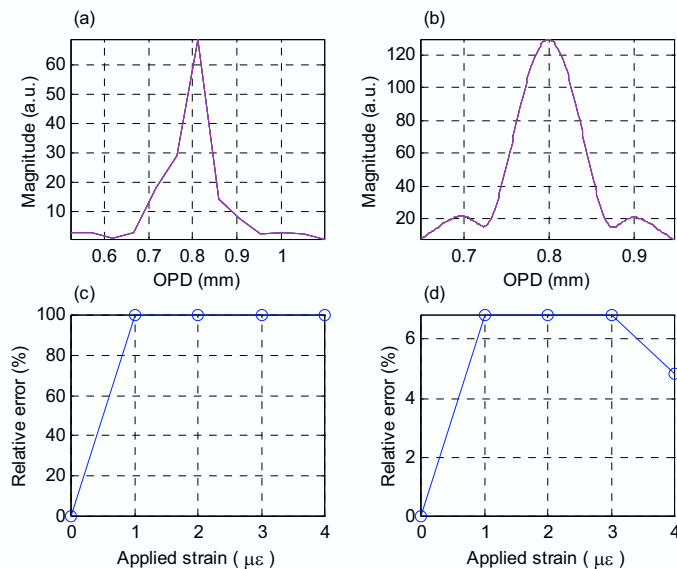 (a)
Magnitude (a.u.)
60
50
40
30
20
10
0.6 0.7 0.8 0.9 1
OPD (mm)
(b)
Magnitude (a.u.)
120
100
80
60
40
20
0.7 0.8 0.9
OPD (mm)
(c)
Relative error (%)
100
80
60
40
20
0
0 1 2 3 4
Applied strain ( με )
(d)
Relative error (%)
6
4
2
0
0 1 2 3 4
Applied strain ( με )